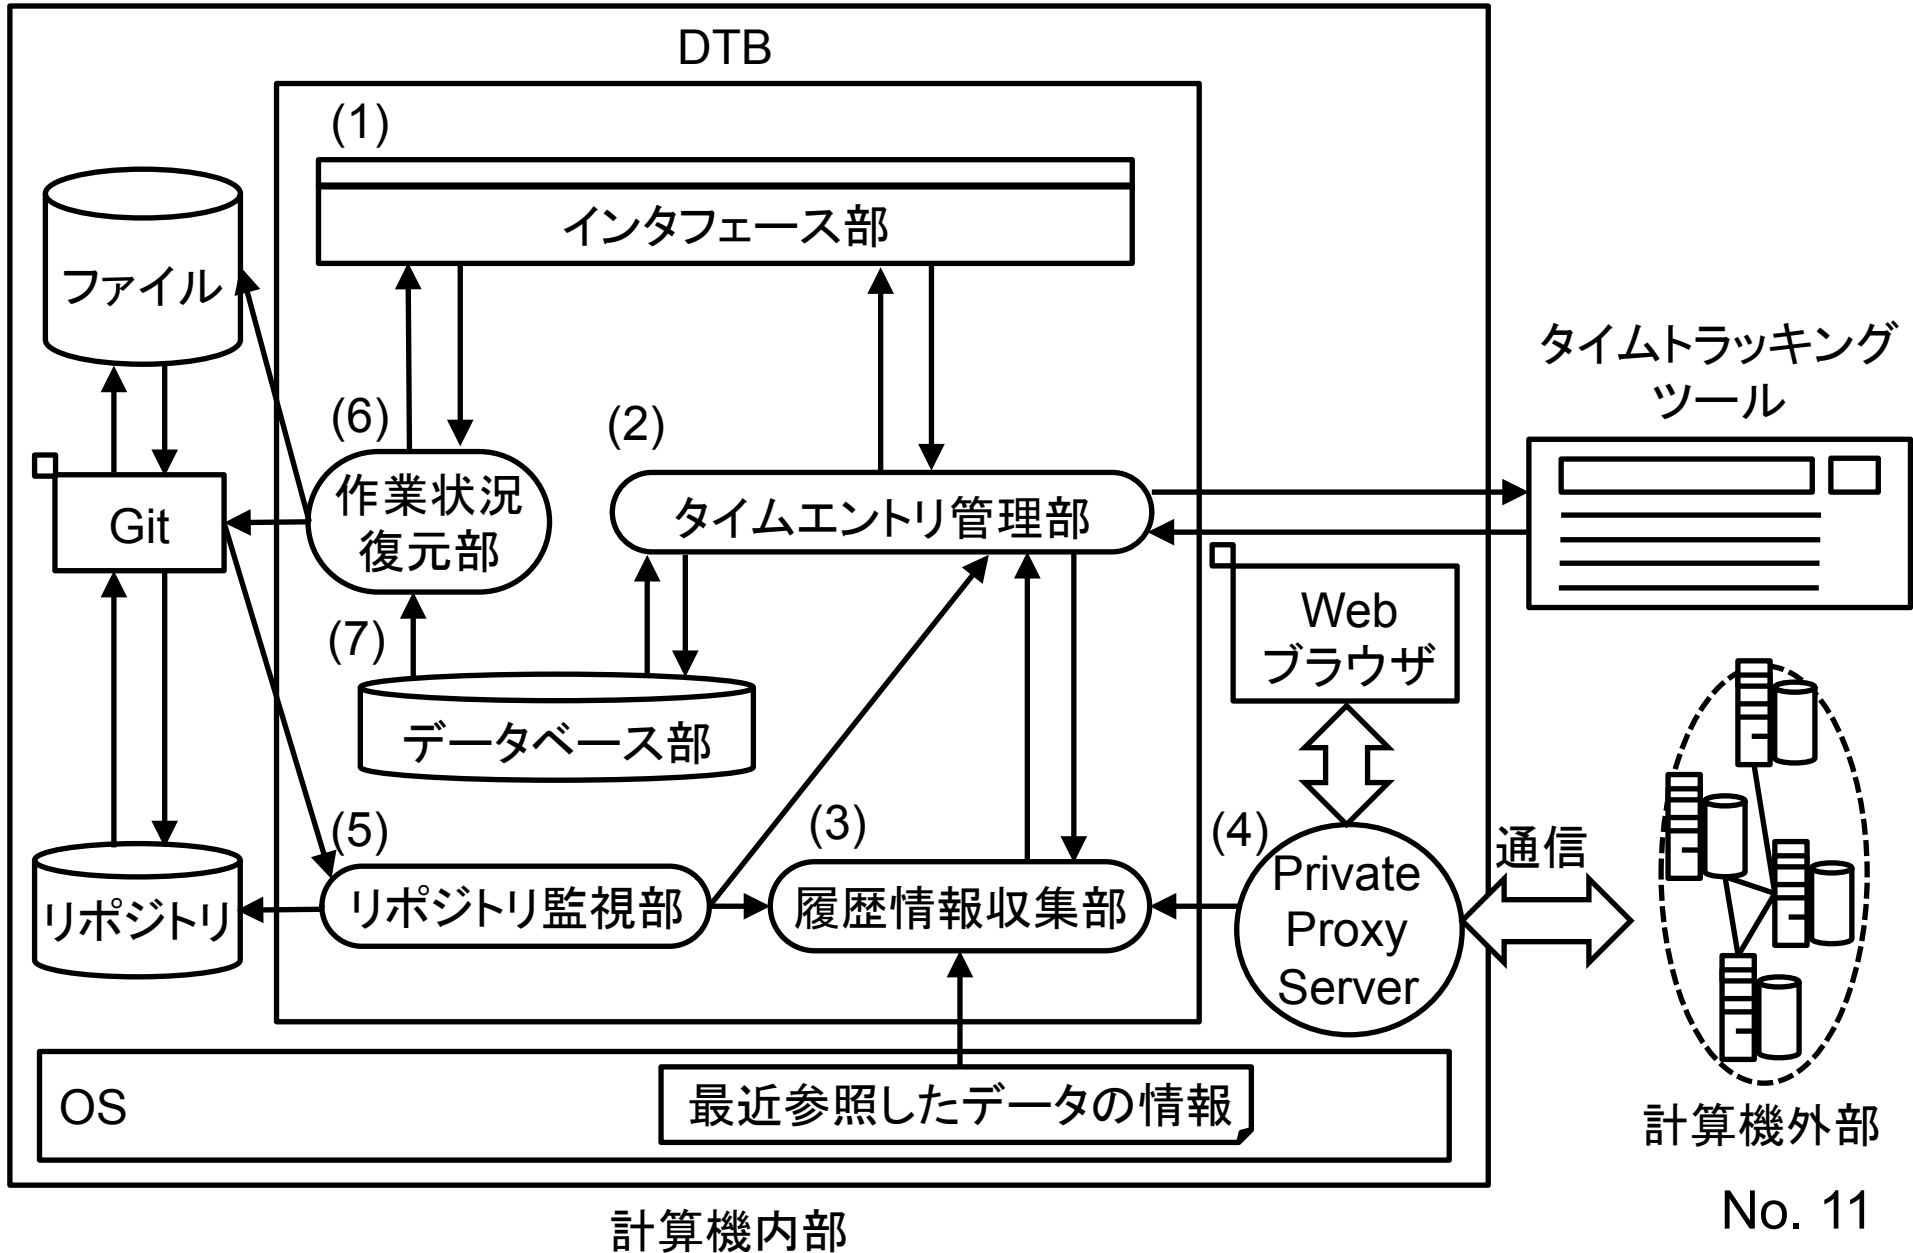 DTB
(1)
インタフェース部
ファイル
タイムトラッキング
ツール
(6)
(2)
作業状況
復元部
タイムエントリ管理部
Git
Web
ブラウザ
(7)
データベース部
(5)
(3)
(4)
通信
リポジトリ
リポジトリ監視部
履歴情報収集部
Private
Proxy
Server
OS
最近参照したデータの情報
計算機外部
計算機内部
No. 11